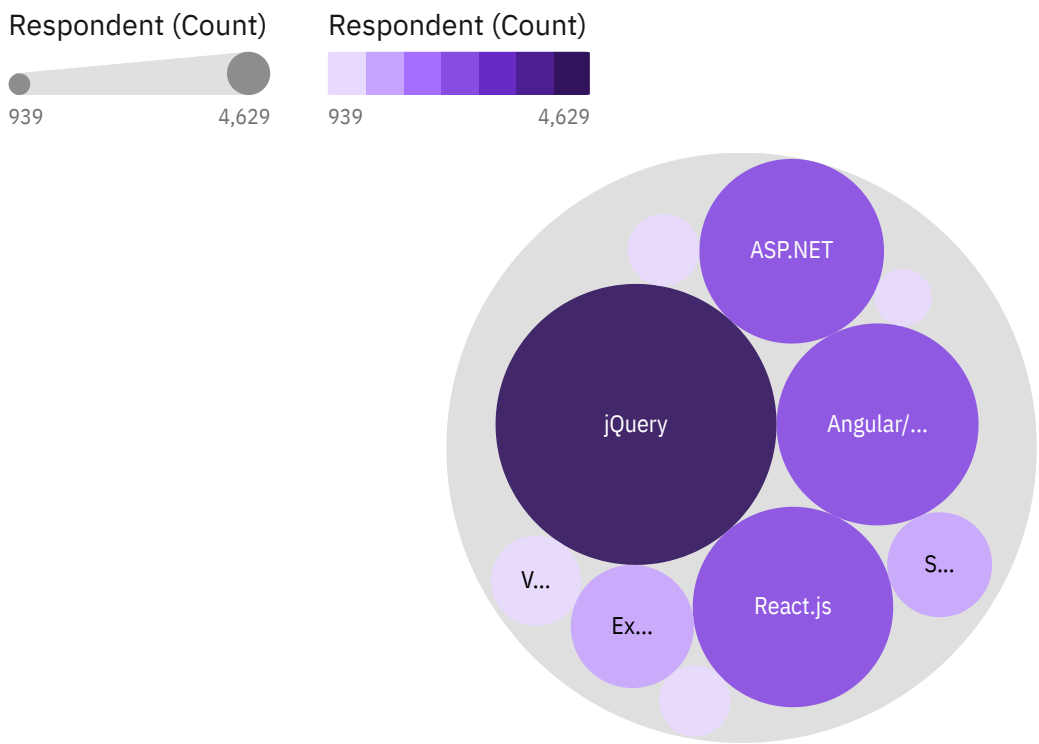 Respondent (Count)
939 4,629
Respondent (Count)
939 4,629
ASP.NET
jQuery
Angular/...
S...
V...
React.js
Ex...